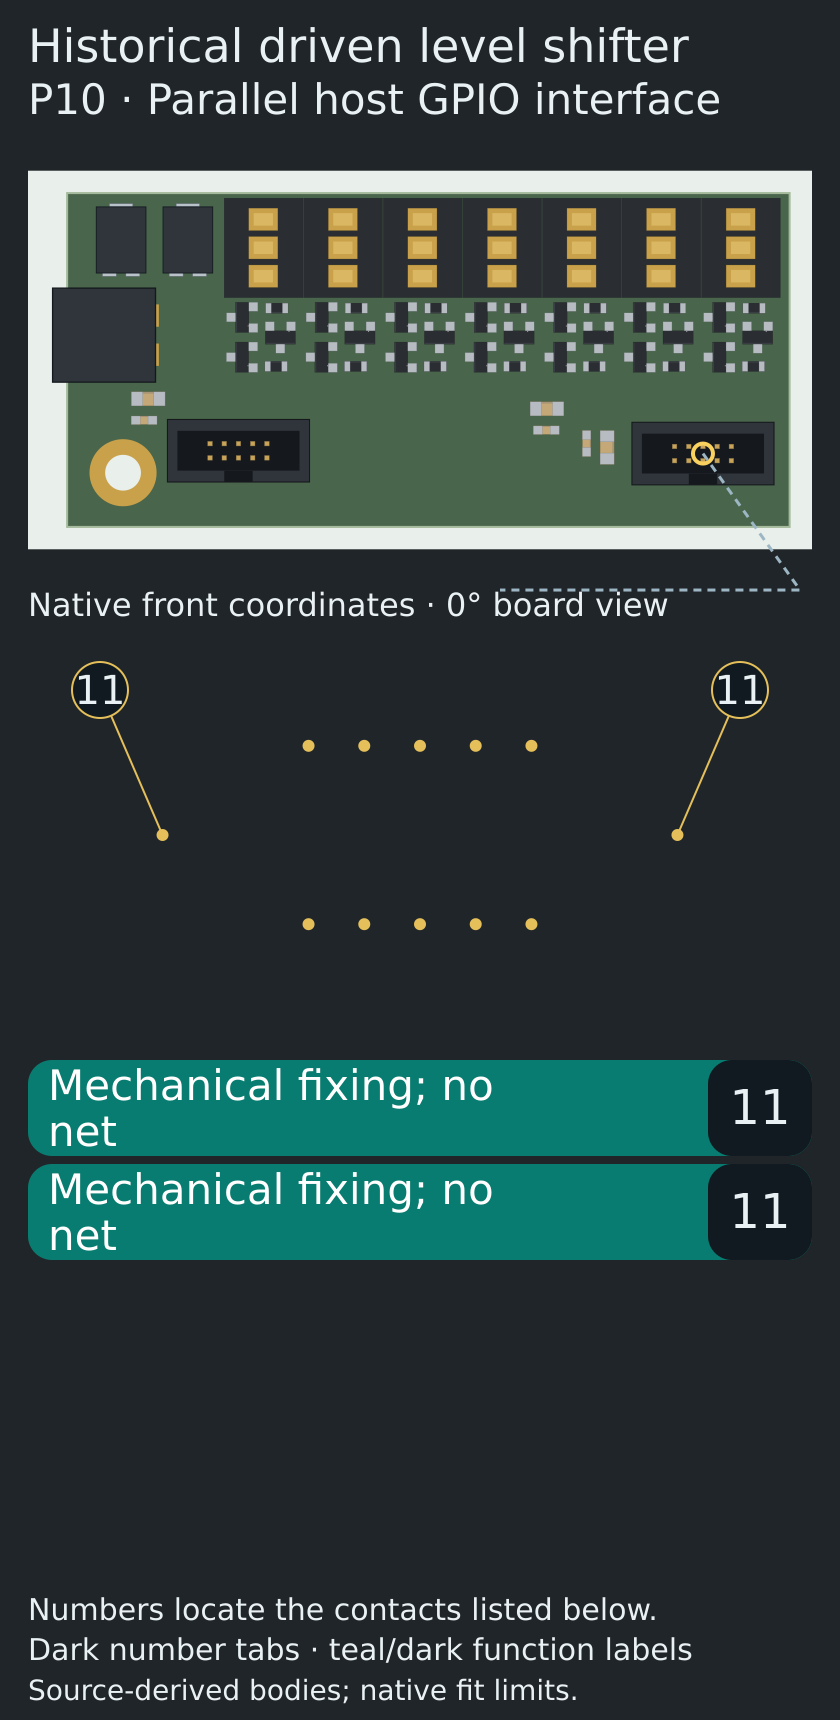 Historical driven level shifter
P10 · Parallel host GPIO interface
Native front coordinates · 0° board view
11
11
Mechanical fixing; no
net
11
Mechanical fixing; no
net
11
Numbers locate the contacts listed below.
Dark number tabs · teal/dark function labels
Source-derived bodies; native fit limits.